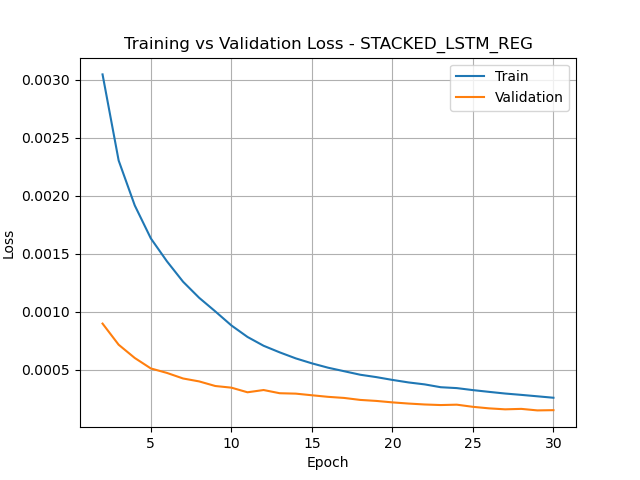 Training vs Validation Loss - STACKED_LSTM_REG
Train
Validation
0.0030
0.0025
0.0020
0.0015
0.0010
0.0005
Loss
5 10 15 20 25 30
Epoch